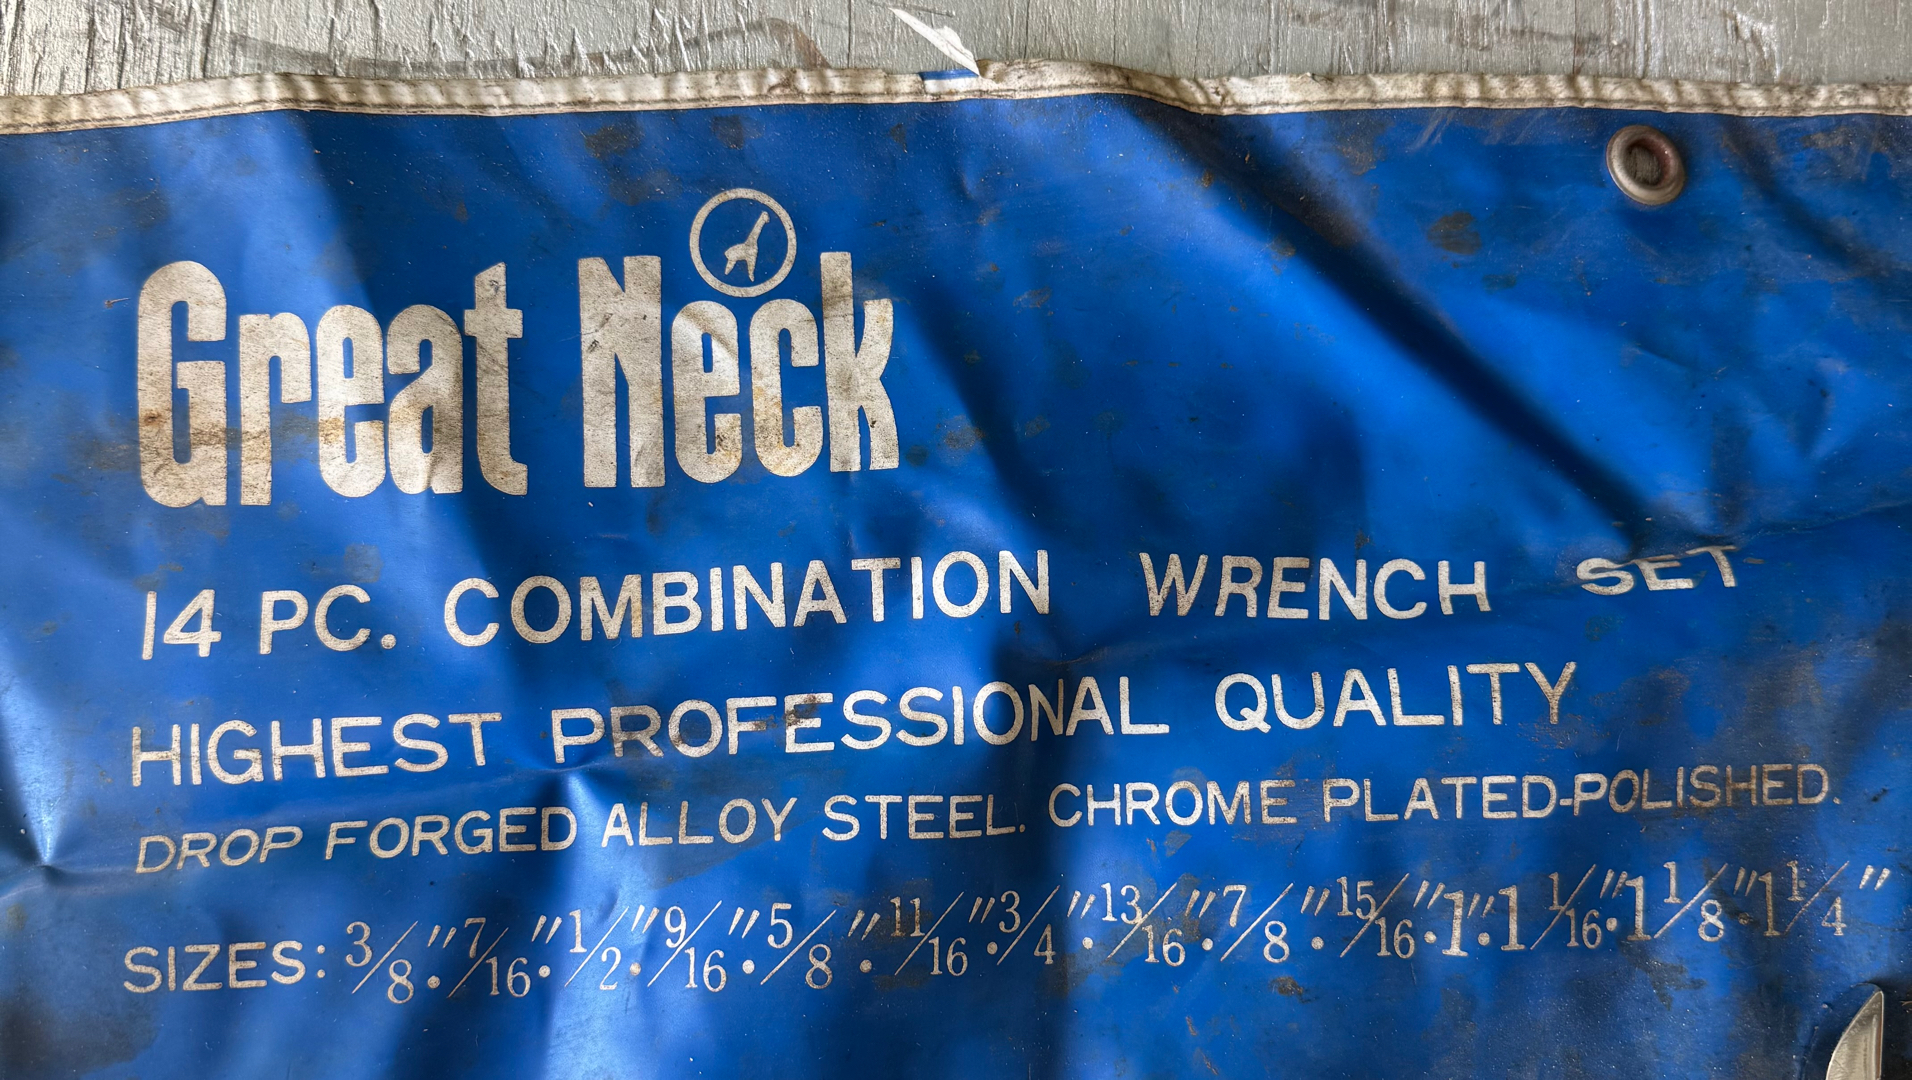 Great Neck
14 PC. COMBINATION WRENCH SET
HIGHEST PROFESSIONAL QUALITY
DROP FORGED ALLOY STEEL. CHROME PLATED-POLISHED.
SIZES: 3/8"•7/16"•1/2"•9/16"•5/8"•11/16"•3/4"•13/16"•7/8"•15/16"•1"•1 1/16"•1 1/8"•1 1/4"